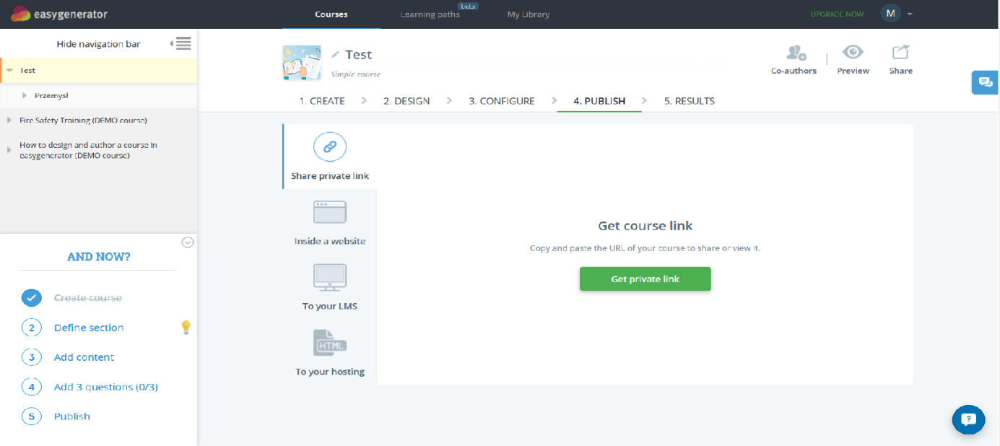 easygenerator
Courses
Learning paths
beta
My Library
UPGRADE NOW
M
Hide navigation bar
Test
Przemysł
Fire Safety Training (DEMO course)
How to design and author a course in
easygenerator (DEMO course)
AND NOW?
Create course
2 Define section
3 Add content
4 Add 3 questions (0/3)
5 Publish
Test
Simple course
Co-authors
Preview
Share
1. CREATE > 2. DESIGN > 3. CONFIGURE > 4. PUBLISH > 5. RESULTS
Share private link
Inside a website
To your LMS
HTML
To your hosting
Get course link
Copy and paste the URL of your course to share or view it.
Get private link
?